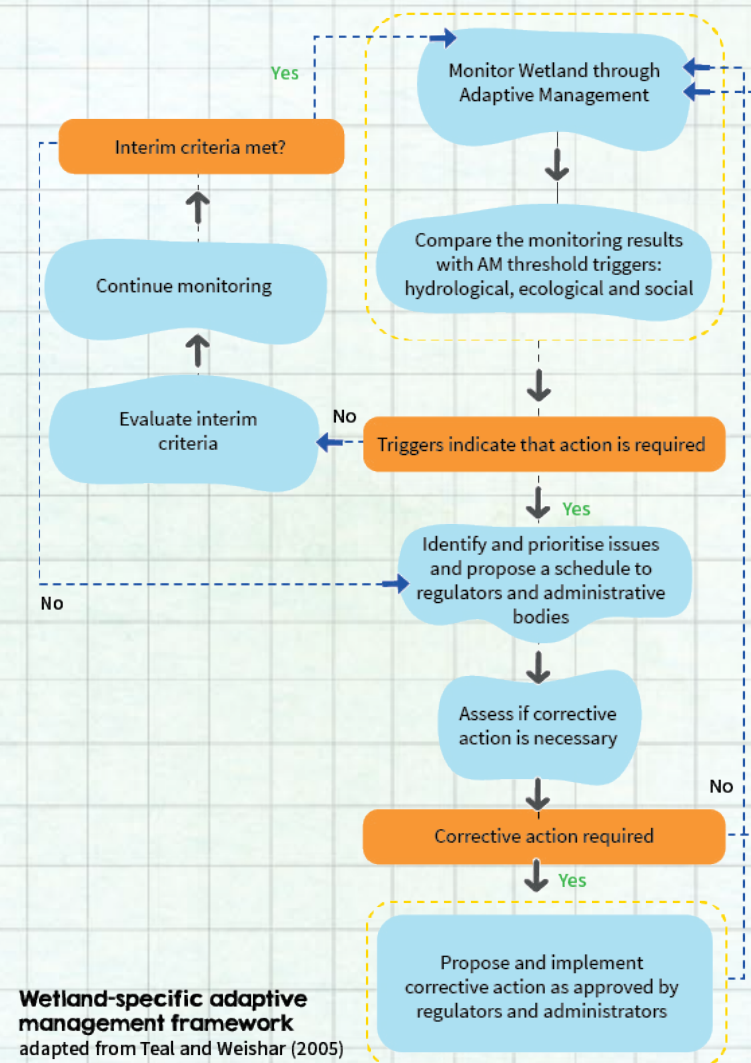 Yes
Monitor Wetland through
Adaptive Management
Interim criteria met?
Compare the monitoring results
with AM threshold triggers:
hydrological, ecological and social
Continue monitoring
Evaluate interim
criteria
No
Triggers indicate that action is required
Yes
Identify and prioritise issues
and propose a schedule to
regulators and administrative
bodies
No
Assess if corrective
action is necessary
No
Corrective action required
Yes
Propose and implement
corrective action as approved by
regulators and administrators
Wetland-specific adaptive
management framework
adapted from Teal and Weishar (2005)